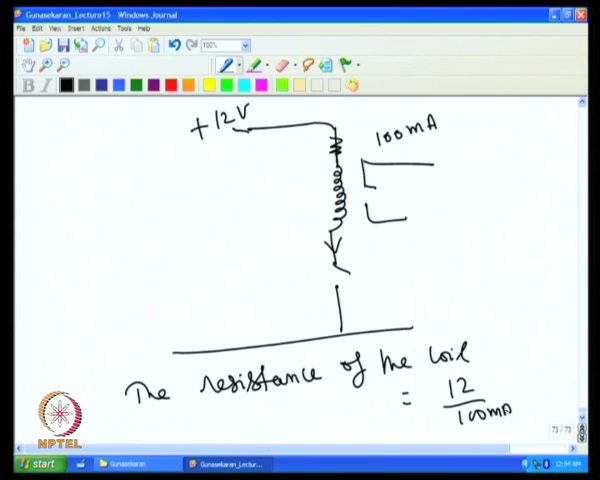 Gunasekaran_Lecture15 - Windows Journal
File Edit View Insert Actions Tools Help
100%
B I
+12V
100mA
The resistance of the coil
= 12
100mA
NPTEL
73 / 73
start
Gunasekaran
Gunasekaran_Lectur...
12:54 AM